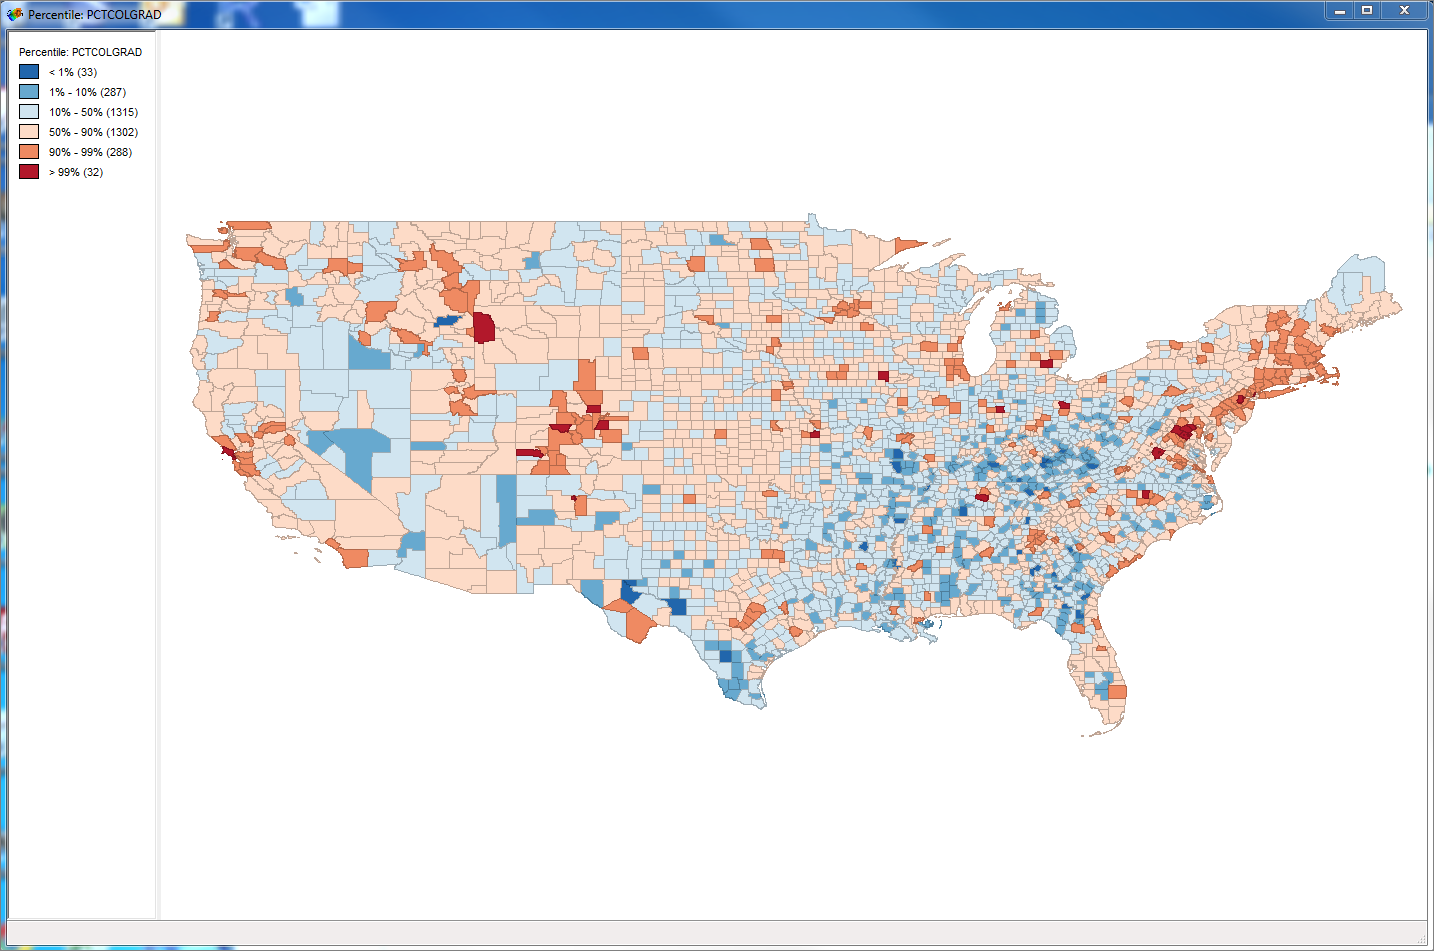 Percentile: PCTCOLGRAD
Percentile: PCTCOLGRAD
< 1% (33)
1% - 10% (287)
10% - 50% (1315)
50% - 90% (1302)
90% - 99% (288)
> 99% (32)